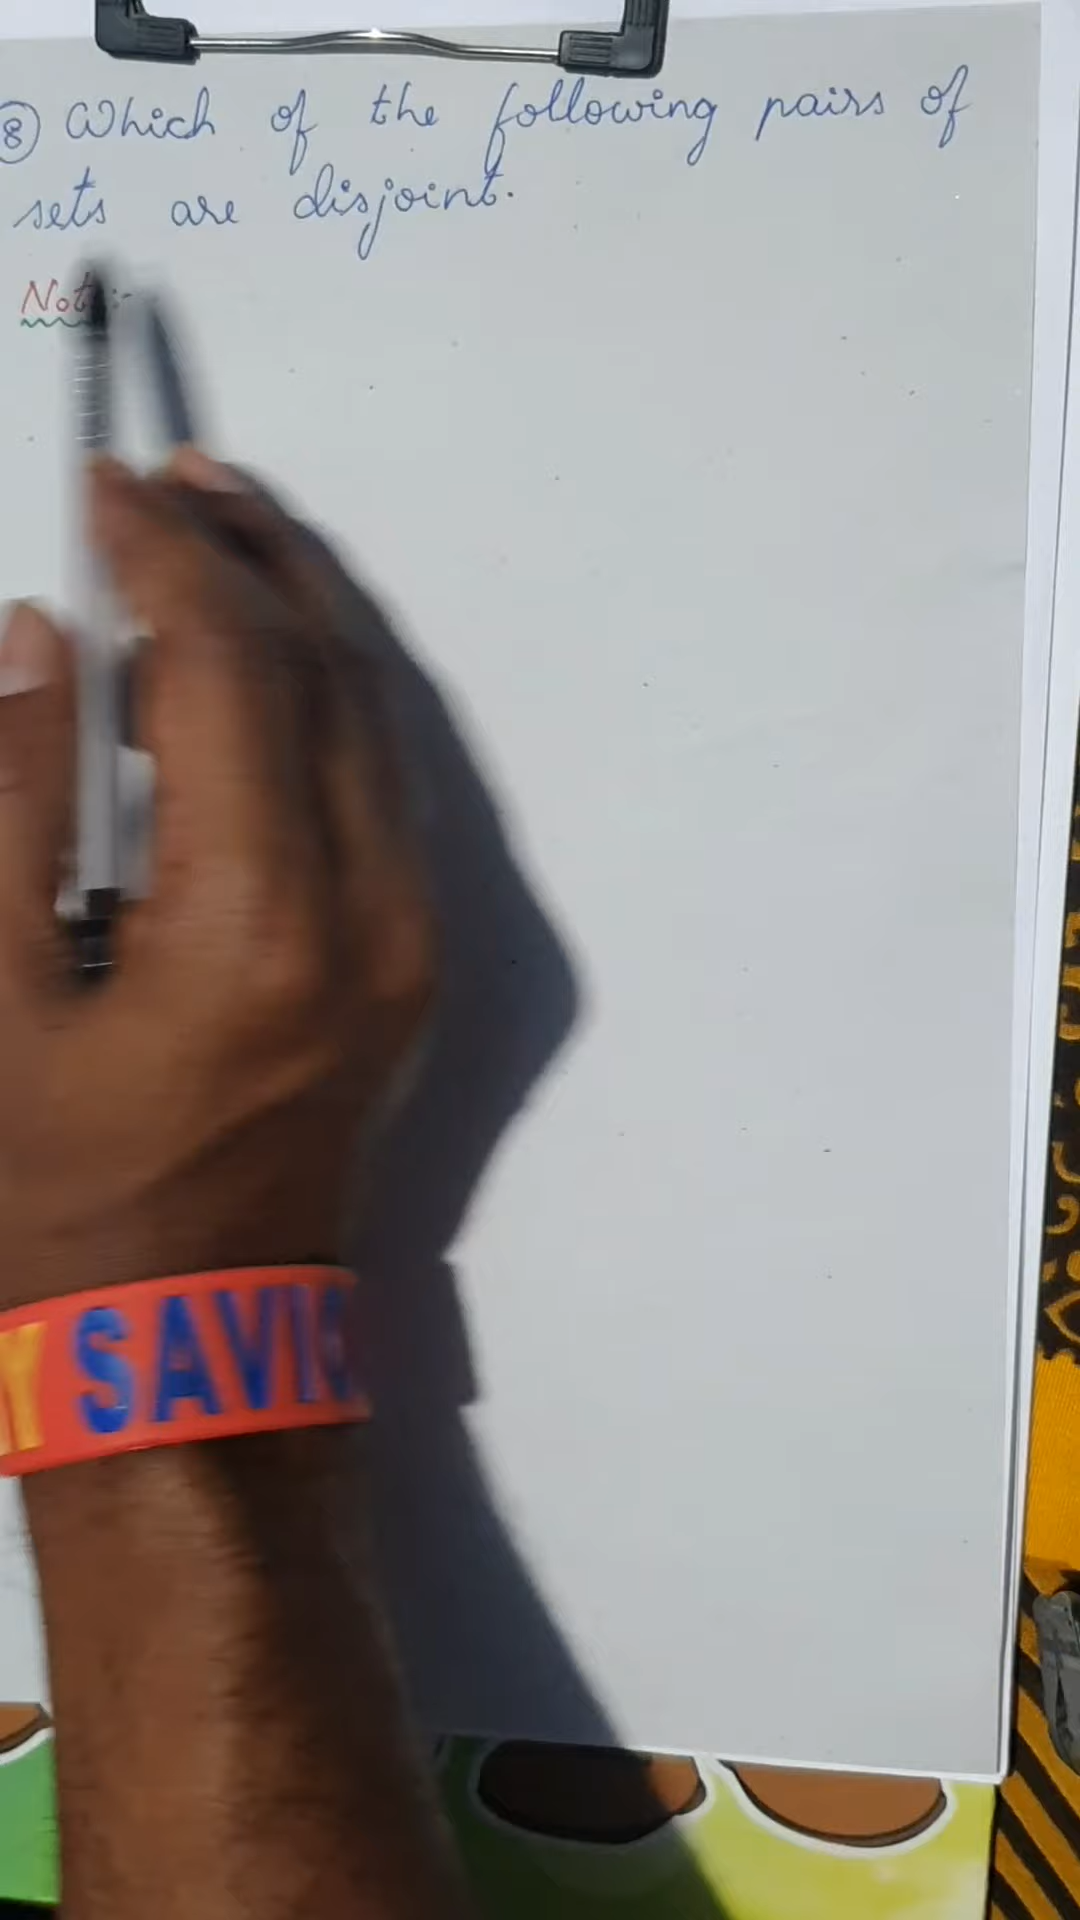 ⑧ Which of the following pairs of
sets are disjoint.
Y SAVI